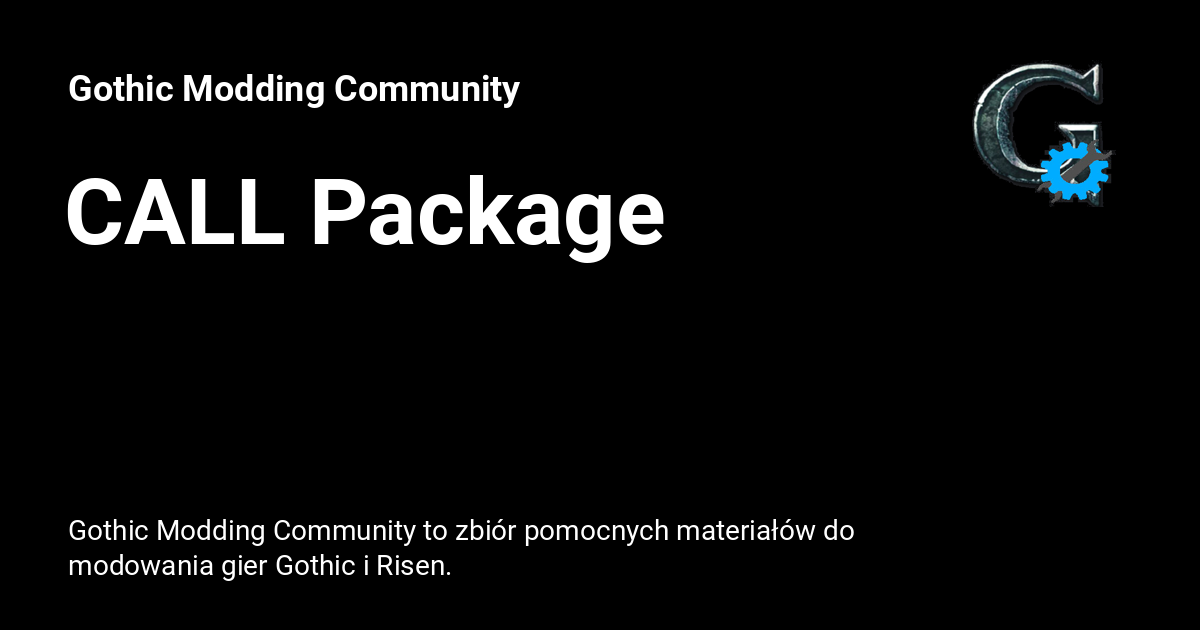 Gothic Modding Community
G
CALL Package
Gothic Modding Community to zbiór pomocnych materiałów do
modowania gier Gothic i Risen.